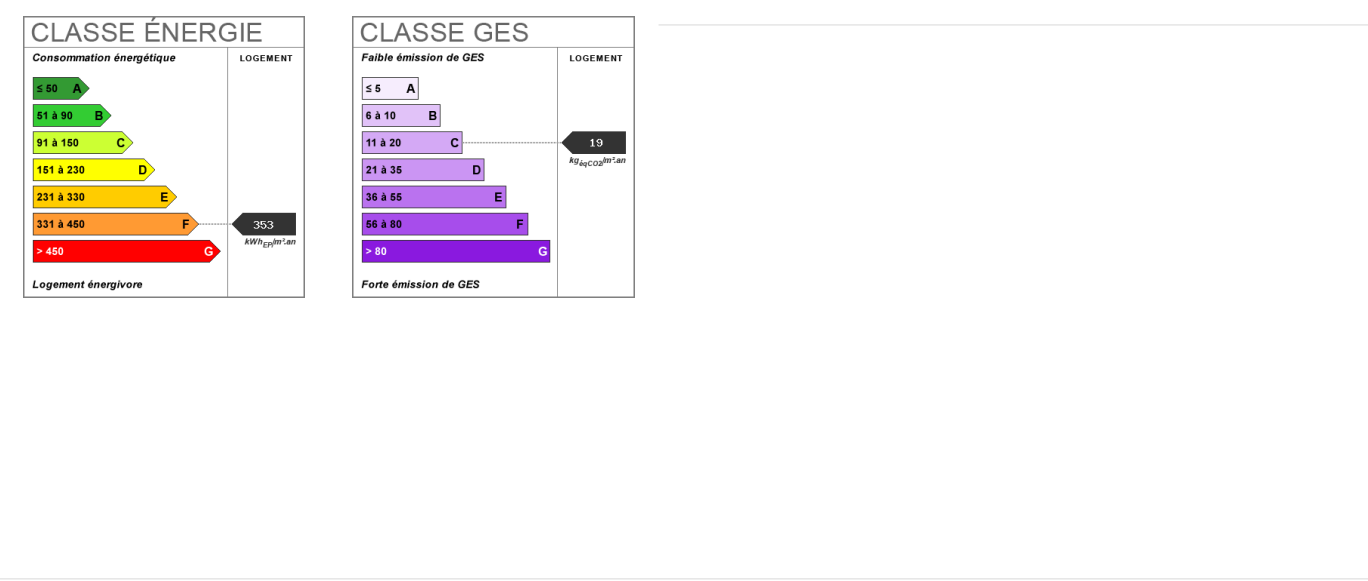 CLASSE ÉNERGIE
Consommation énergétique LOGEMENT
≤ 50 A
51 à 90 B
91 à 150 C
151 à 230 D
231 à 330 E
331 à 450 F 353
kWhEP/m².an
> 450 G
Logement énergivore
CLASSE GES
Faible émission de GES LOGEMENT
≤ 5 A
6 à 10 B
11 à 20 C 19
kgéqCO2/m².an
21 à 35 D
36 à 55 E
56 à 80 F
> 80 G
Forte émission de GES